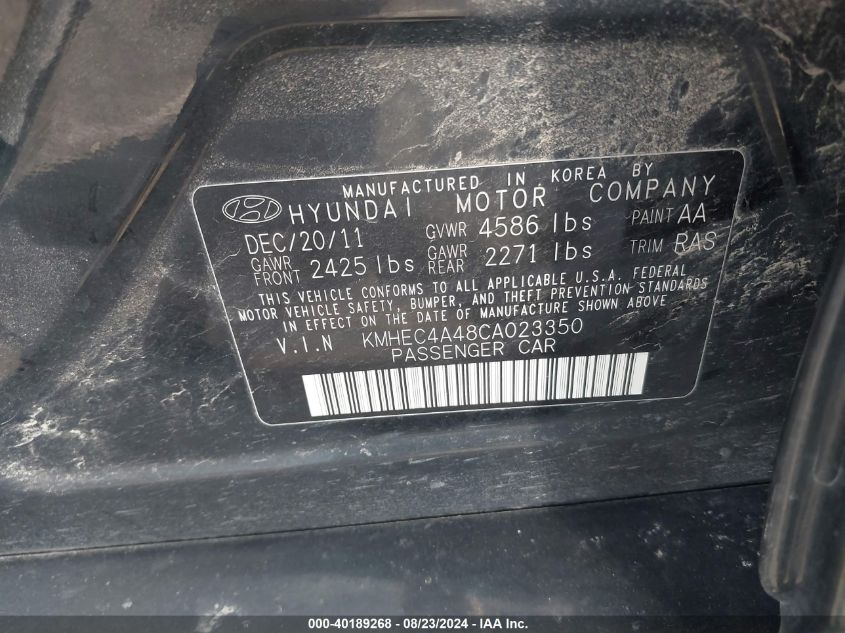 MANUFACTURED IN KOREA BY
HYUNDAI MOTOR COMPANY
DEC/20/11 GVWR 4586 lbs PAINT AA
GAWR FRONT 2425 lbs GAWR REAR 2271 lbs TRIM RAS
THIS VEHICLE CONFORMS TO ALL APPLICABLE U.S.A. FEDERAL
MOTOR VEHICLE SAFETY, BUMPER, AND THEFT PREVENTION STANDARDS
IN EFFECT ON THE DATE OF MANUFACTURE SHOWN ABOVE
V.I.N KMHEC4A48CA023350
PASSENGER CAR
000-40189268 - 08/23/2024 - IAA Inc.